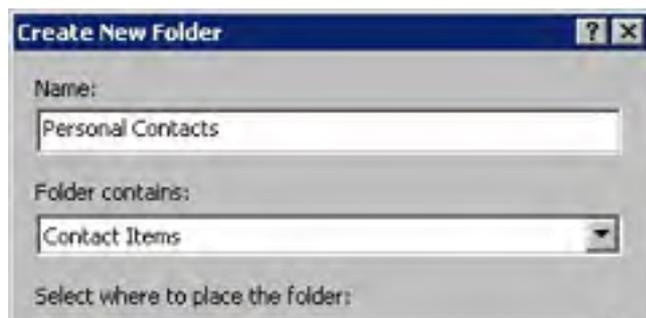 Create New Folder
Name:
Personal Contacts
Folder contains:
Contact Items
Select where to place the folder: